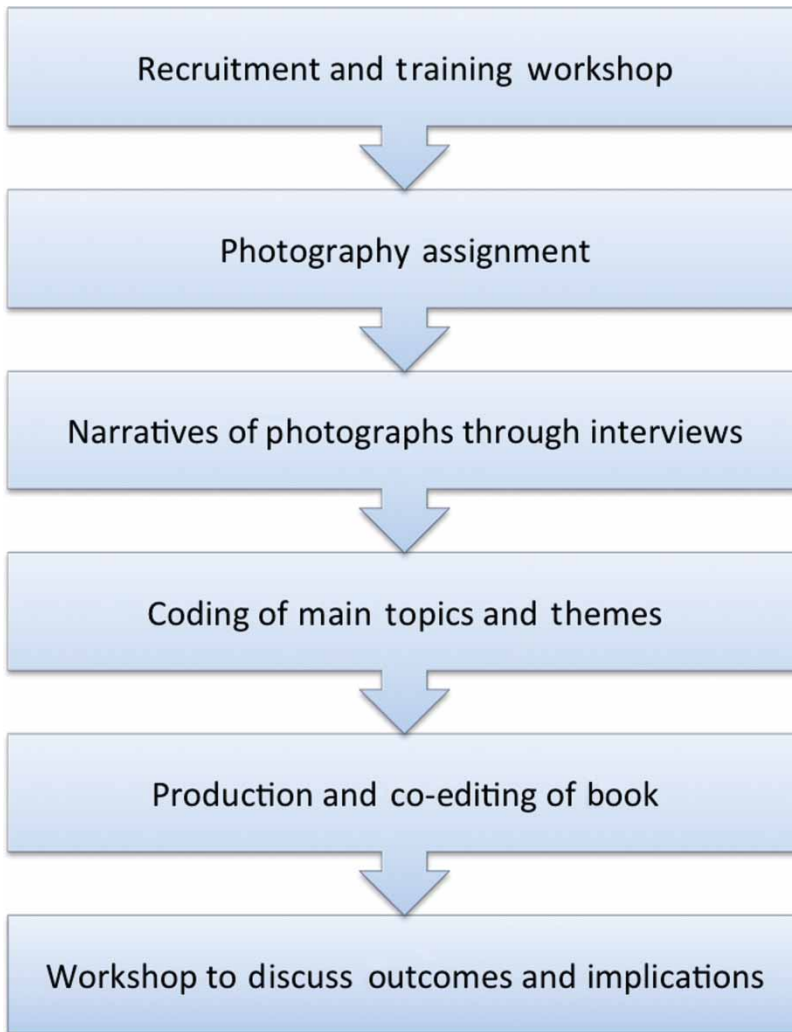 Recruitment and training workshop
Photography assignment
Narratives of photographs through interviews
Coding of main topics and themes
Production and co-editing of book
Workshop to discuss outcomes and implications